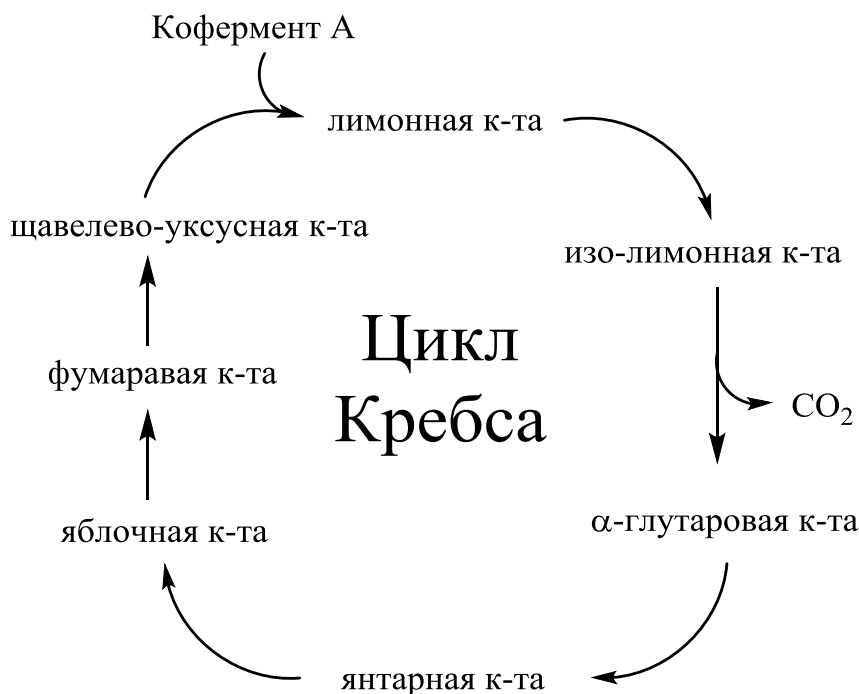 Кофермент А
лимонная к-та
щавелево-уксусная к-та
изо-лимонная к-та
Цикл
Кребса
фумаравая к-та
CO₂
яблочная к-та
α-глутаровая к-та
янтарная к-та